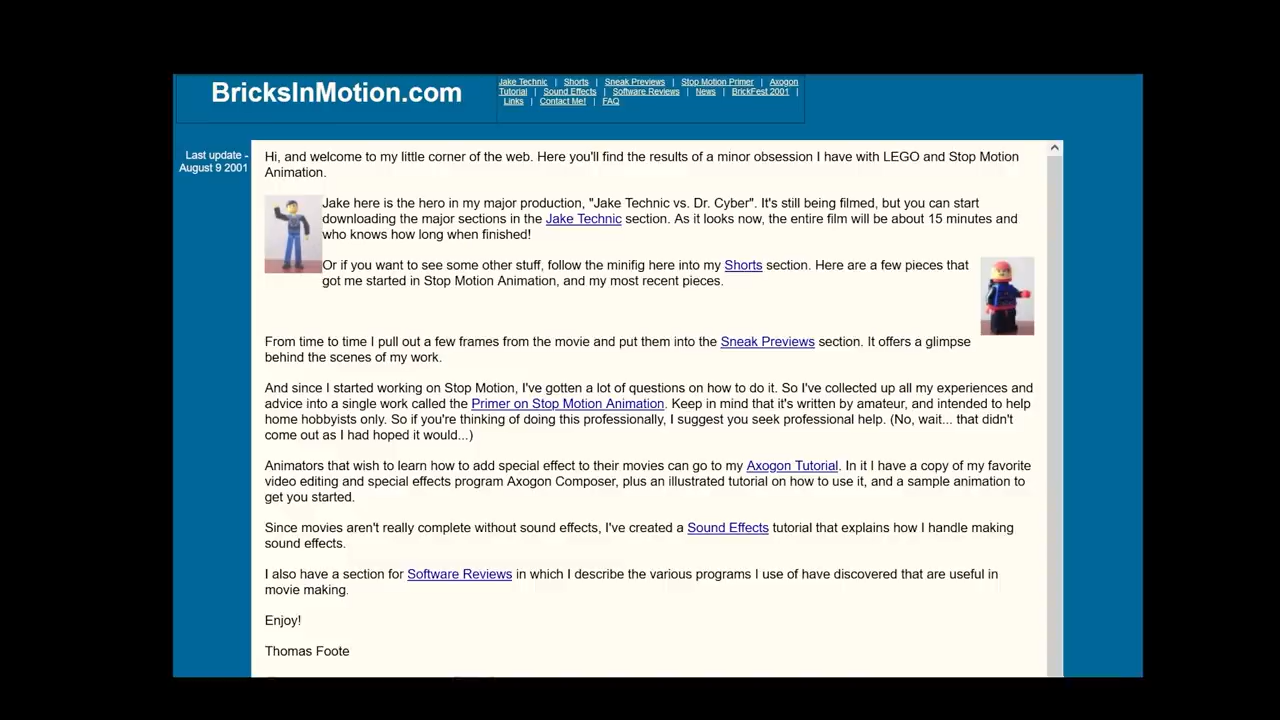 BricksInMotion.com
Jake Technic | Shorts | Sneak Previews | Stop Motion Primer | Axogon
Tutorial | Sound Effects | Software Reviews | News | BrickFest 2001 |
Links | Contact Me! | FAQ
Last update -
August 9 2001
Hi, and welcome to my little corner of the web. Here you'll find the results of a minor obsession I have with LEGO and Stop Motion
Animation.
Jake here is the hero in my major production, "Jake Technic vs. Dr. Cyber". It's still being filmed, but you can start
downloading the major sections in the Jake Technic section. As it looks now, the entire film will be about 15 minutes and
who knows how long when finished!
Or if you want to see some other stuff, follow the minifig here into my Shorts section. Here are a few pieces that
got me started in Stop Motion Animation, and my most recent pieces.
From time to time I pull out a few frames from the movie and put them into the Sneak Previews section. It offers a glimpse
behind the scenes of my work.
And since I started working on Stop Motion, I've gotten a lot of questions on how to do it. So I've collected up all my experiences and
advice into a single work called the Primer on Stop Motion Animation. Keep in mind that it's written by amateur, and intended to help
home hobbyists only. So if you're thinking of doing this professionally, I suggest you seek professional help. (No, wait... that didn't
come out as I had hoped it would...)
Animators that wish to learn how to add special effect to their movies can go to my Axogon Tutorial. In it I have a copy of my favorite
video editing and special effects program Axogon Composer, plus an illustrated tutorial on how to use it, and a sample animation to
get you started.
Since movies aren't really complete without sound effects, I've created a Sound Effects tutorial that explains how I handle making
sound effects.
I also have a section for Software Reviews in which I describe the various programs I use of have discovered that are useful in
movie making.
Enjoy!
Thomas Foote